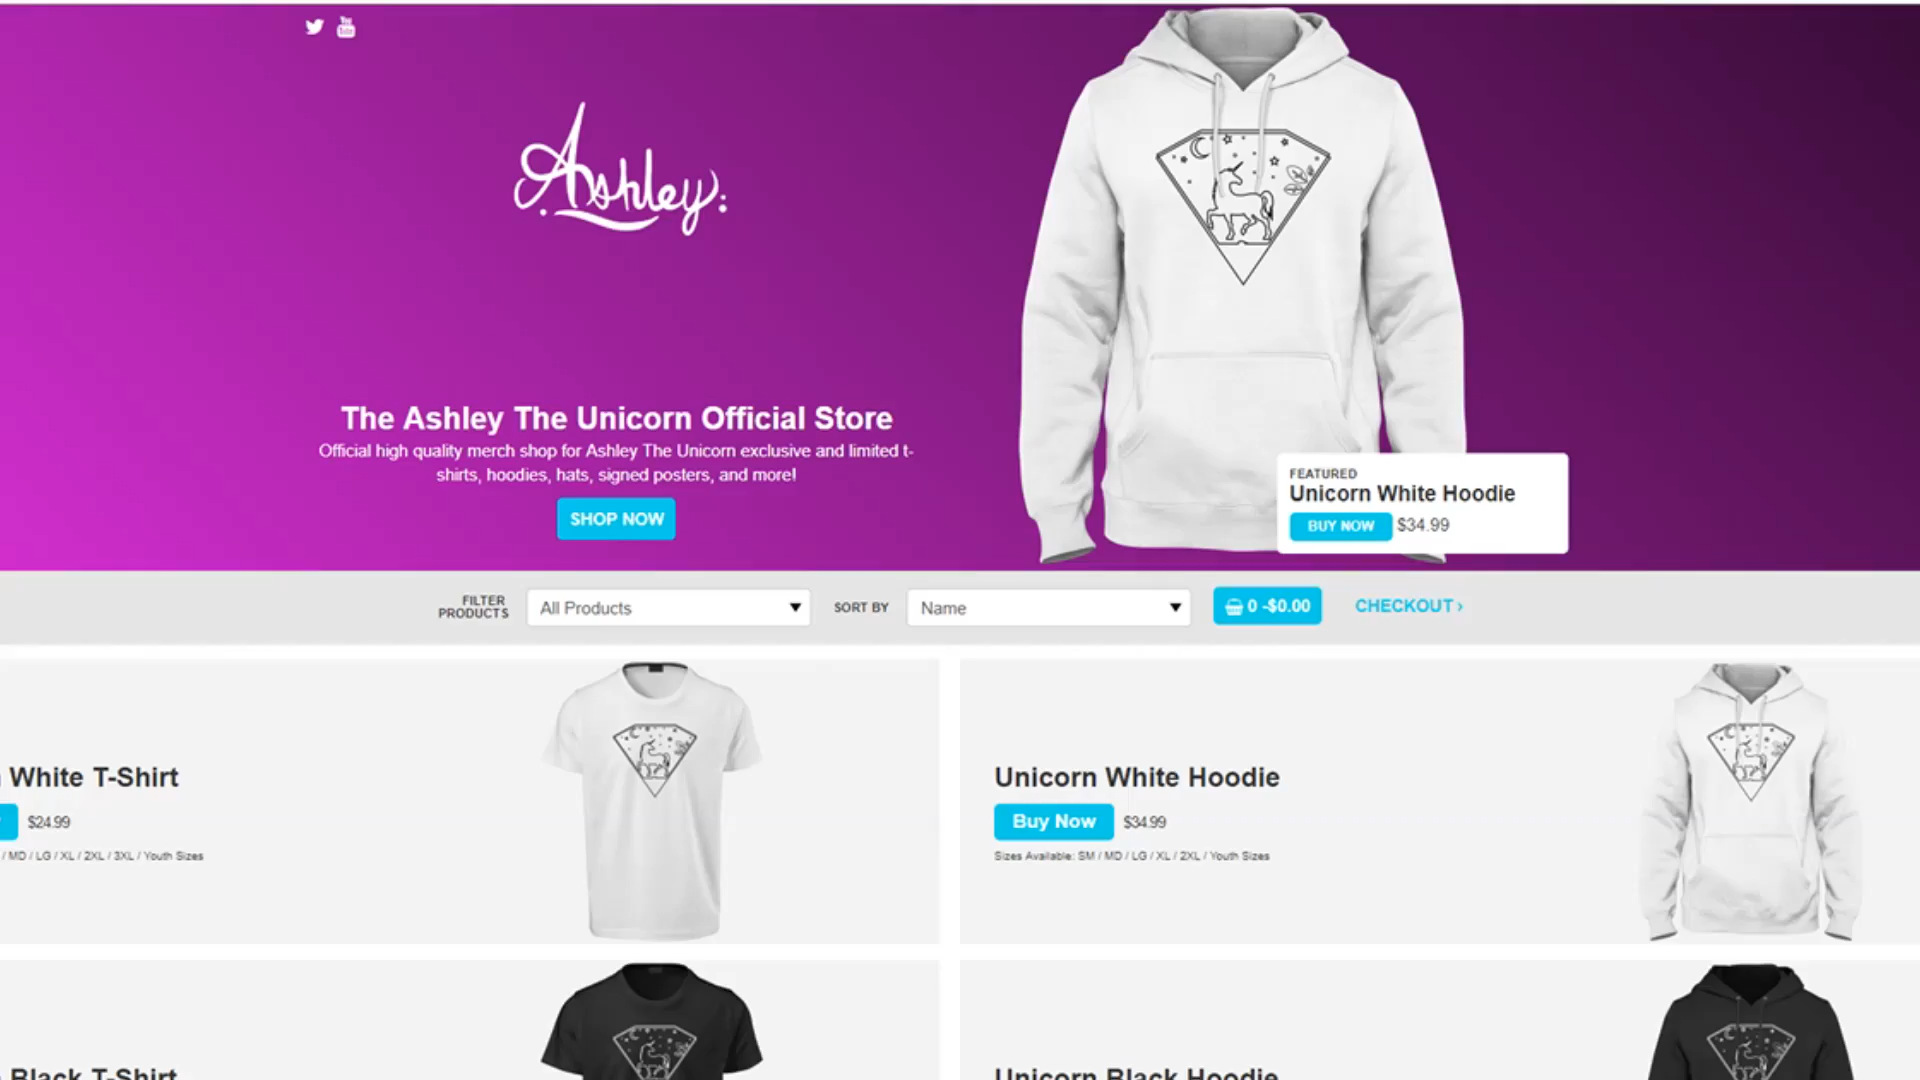 Ashley
The Ashley The Unicorn Official Store
Official high quality merch shop for Ashley The Unicorn exclusive and limited t-
shirts, hoodies, hats, signed posters, and more!
SHOP NOW
FEATURED
Unicorn White Hoodie
BUY NOW $34.99
FILTER
PRODUCTS
All Products
SORT BY
Name
0 -$0.00
CHECKOUT ›
White T-Shirt
$24.99
/ MD / LG / XL / 2XL / 3XL / Youth Sizes
Unicorn White Hoodie
Buy Now $34.99
Sizes Available: SM / MD / LG / XL / 2XL / Youth Sizes
Black T-Shirt
Unicorn Black Hoodie